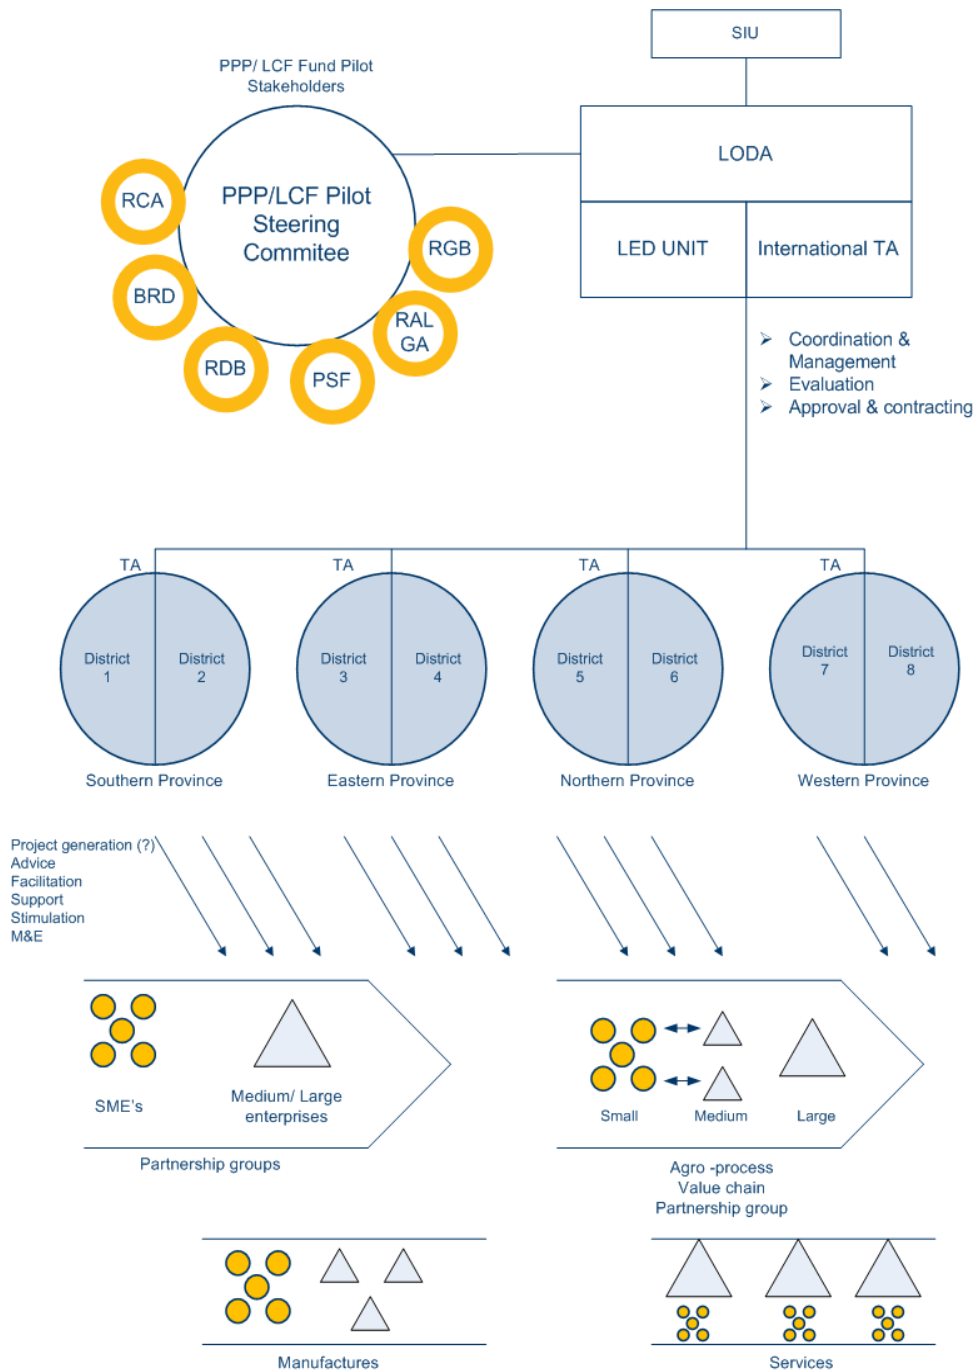 SIU
PPP/ LCF Fund Pilot
Stakeholders
LODA
RCA
PPP/LCF Pilot
Steering
Commitee
RGB
LED UNIT
International TA
BRD
RAL
GA
RDB
PSF
➢ Coordination &
Management
➢ Evaluation
➢ Approval & contracting
TA
TA
TA
TA
District
1
District
2
District
3
District
4
District
5
District
6
District
7
District
8
Southern Province
Eastern Province
Northern Province
Western Province
Project generation (?)
Advice
Facilitation
Support
Stimulation
M&E
SME's
Medium/ Large
enterprises
Small
Medium
Large
Partnership groups
Agro -process
Value chain
Partnership group
Manufactures
Services